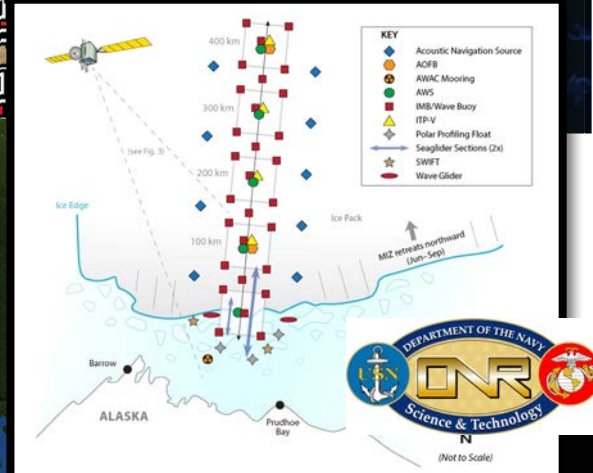 KEY
Acoustic Navigation Source
AOFB
AWAC Mooring
AWS
IMB/Wave Buoy
ITP-V
Polar Profiling Float
Seaglider Sections (2x)
SWIFT
Wave Glider
400 km
300 km
(see Fig. 3)
200 km
Ice Edge
Ice Pack
100 km
MIZ retreats northward
(Jun–Sep)
Barrow
ALASKA
Prudhoe
Bay
DEPARTMENT OF THE NAVY
USN
ONR
Science & Technology
N
(Not to Scale)